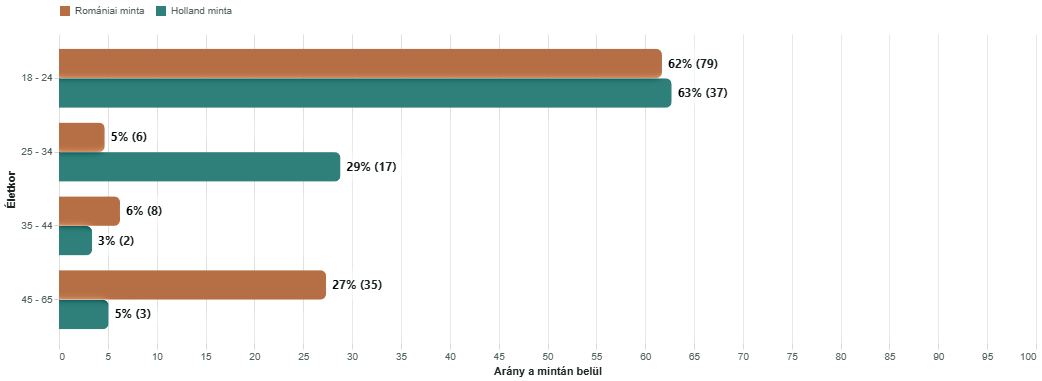 Romániai minta Holland minta
18 - 24
62% (79)
63% (37)
25 - 34
5% (6)
29% (17)
35 - 44
6% (8)
3% (2)
45 - 65
27% (35)
5% (3)
Életkor
0 5 10 15 20 25 30 35 40 45 50 55 60 65 70 75 80 85 90 95 100
Arány a mintán belül